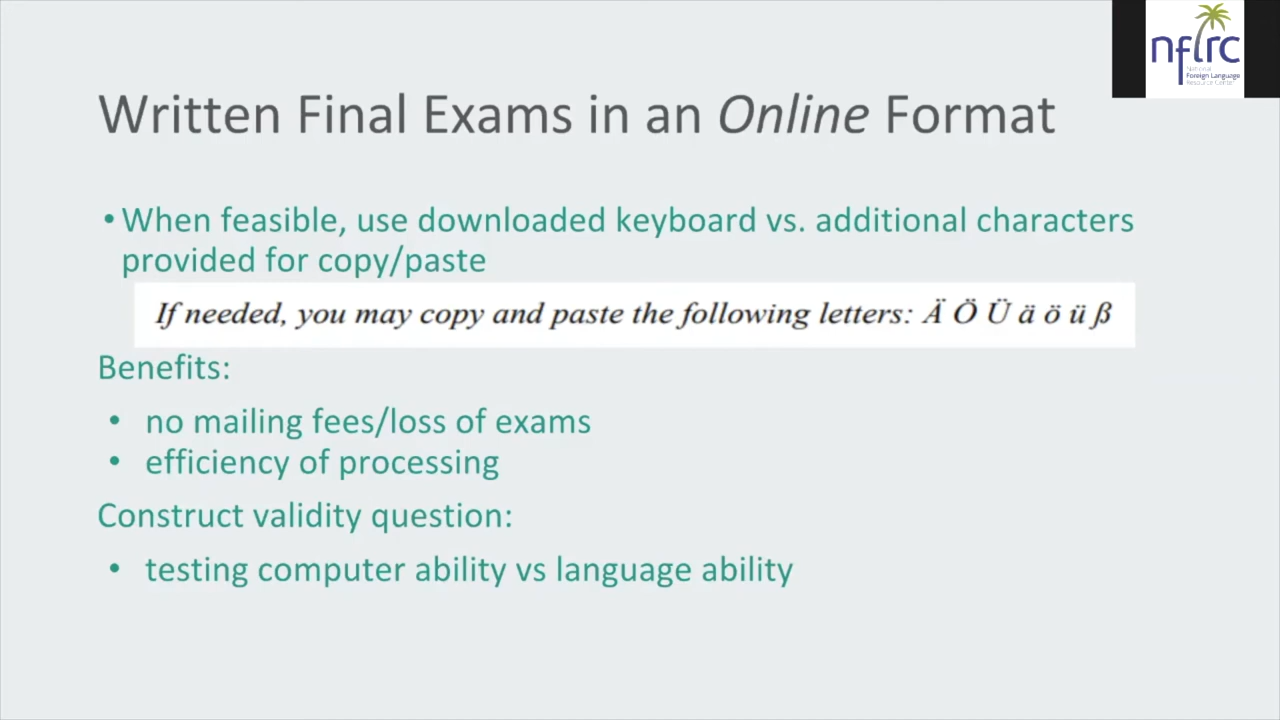 nflrc
National
Foreign Language
Resource Center
Written Final Exams in an Online Format
• When feasible, use downloaded keyboard vs. additional characters
provided for copy/paste
If needed, you may copy and paste the following letters: Ä Ö Ü ä ö ü ß
Benefits:
• no mailing fees/loss of exams
• efficiency of processing
Construct validity question:
• testing computer ability vs language ability